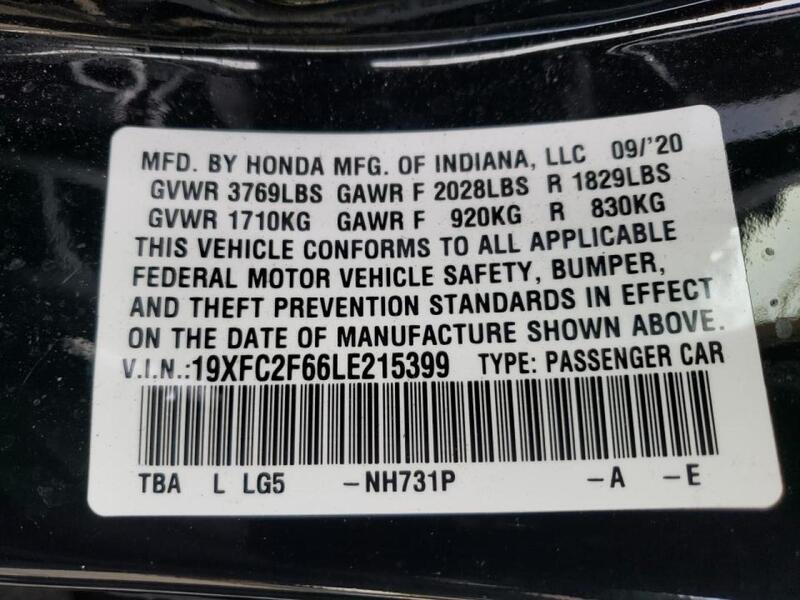 MFD. BY HONDA MFG. OF INDIANA, LLC 09/'20
GVWR 3769LBS GAWR F 2028LBS R 1829LBS
GVWR 1710KG GAWR F 920KG R 830KG
THIS VEHICLE CONFORMS TO ALL APPLICABLE
FEDERAL MOTOR VEHICLE SAFETY, BUMPER,
AND THEFT PREVENTION STANDARDS IN EFFECT
ON THE DATE OF MANUFACTURE SHOWN ABOVE.
V.I.N.:19XFC2F66LE215399 TYPE: PASSENGER CAR
TBA L LG5 -NH731P -A -E